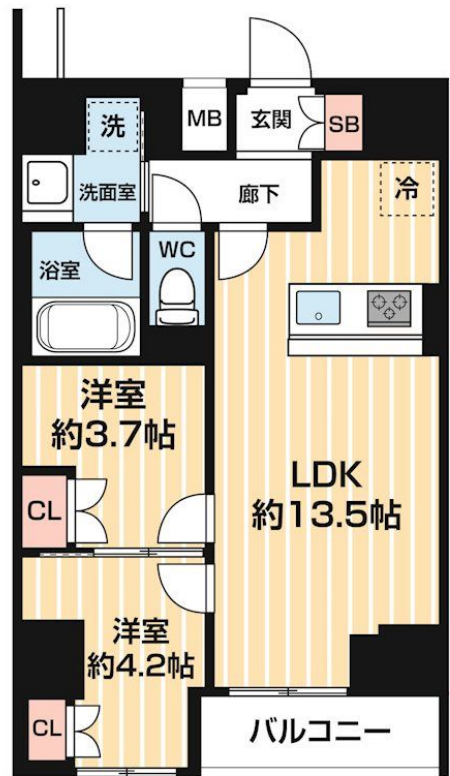 洗
MB
玄関
SB
洗面室
廊下
冷
浴室
WC
洋室
約3.7帖
CL
LDK
約13.5帖
洋室
約4.2帖
CL
バルコニー